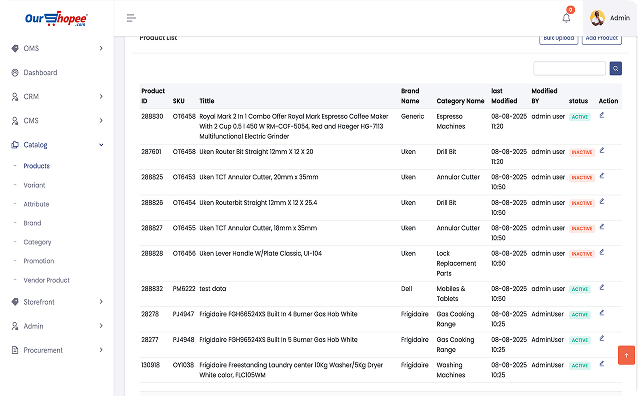 OurShopee
.com
0
Admin
OMS
Dashboard
CRM
CMS
Catalog
- Products
- Variant
- Attribute
- Brand
- Category
- Promotion
- Vendor Product
Storefront
Admin
Procurement
Product List
Bulk Upload
Add Product
Product ID SKU Tittle Brand Name Category Name last Modified Modified BY status Action
288830 OT6458 Royal Mark 2 In 1 Combo Offer Royal Mark Espresso Coffee Maker Generic Espresso 08-08-2025 admin user ACTIVE
With 2 Cup 0.5 l 450 W RM-COF-5054, Red and Haeger HG-7113 Machines 11:20
Multifunctional Electric Grinder
287601 OT6458 Uken Router Bit Straight 12mm X 12 X 20 Uken Drill Bit 08-08-2025 admin user INACTIVE
11:20
288825 OT6453 Uken TCT Annular Cutter, 20mm x 35mm Uken Annular Cutter 08-08-2025 admin user INACTIVE
10:50
288826 OT6454 Uken Routerbit Straight 12mm X 12 X 25.4 Uken Drill Bit 08-08-2025 admin user INACTIVE
10:50
288827 OT6455 Uken TCT Annular Cutter, 18mm x 35mm Uken Annular Cutter 08-08-2025 admin user INACTIVE
10:50
288828 OT6456 Uken Lever Handle W/Plate Classic, UI-104 Uken Lock 08-08-2025 admin user INACTIVE
Replacement 10:50
Parts
288832 PM6222 test data Dell Mobiles & 08-08-2025 admin user ACTIVE
Tablets 10:50
28278 PJ4947 Frigidaire FGH66524XS Built In 4 Burner Gas Hob White Frigidaire Gas Cooking 08-08-2025 AdminUser ACTIVE
Range 10:25
28277 PJ4948 Frigidaire FGH95624XS Built In 5 Burner Gas Hob White Frigidaire Gas Cooking 08-08-2025 AdminUser ACTIVE
Range 10:25
130918 OY1038 Frigidaire Freestanding Laundry center 10Kg Washer/5Kg Dryer Frigidaire Washing 08-08-2025 AdminUser ACTIVE
White color, FLC105WM Machines 10:25